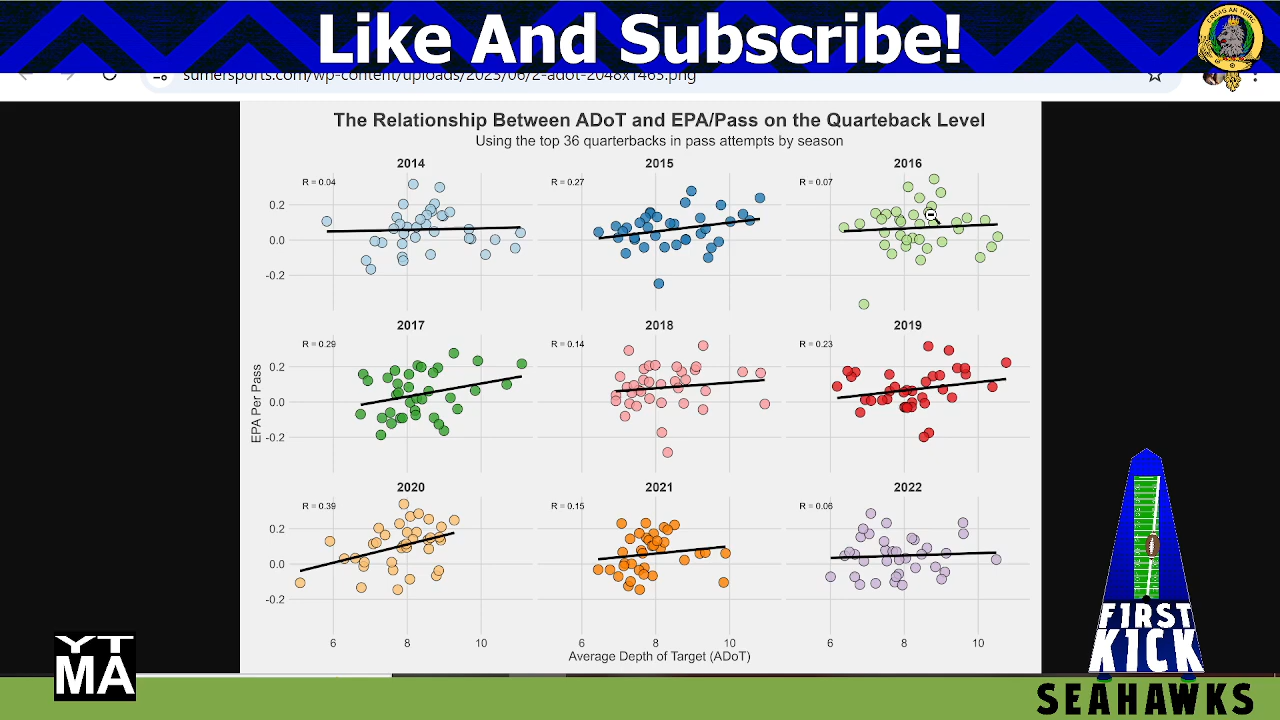 Like And Subscribe!
sumersports.com/wp-content/uploads/2023/06/2-adot-2048x1463.png
The Relationship Between ADoT and EPA/Pass on the Quarteback Level
Using the top 36 quarterbacks in pass attempts by season
2014
2015
2016
R = 0.04
R = 0.27
R = 0.07
0.2
0.0
-0.2
2017
2018
2019
R = 0.29
R = 0.14
R = 0.23
0.2
0.0
-0.2
EPA Per Pass
2020
2021
2022
R = 0.39
R = 0.15
R = 0.06
0.2
0.0
-0.2
6 8 10
6 8 10
6 8 10
Average Depth of Target (ADoT)
YT
MA
FIRST
KICK
SEAHAWKS